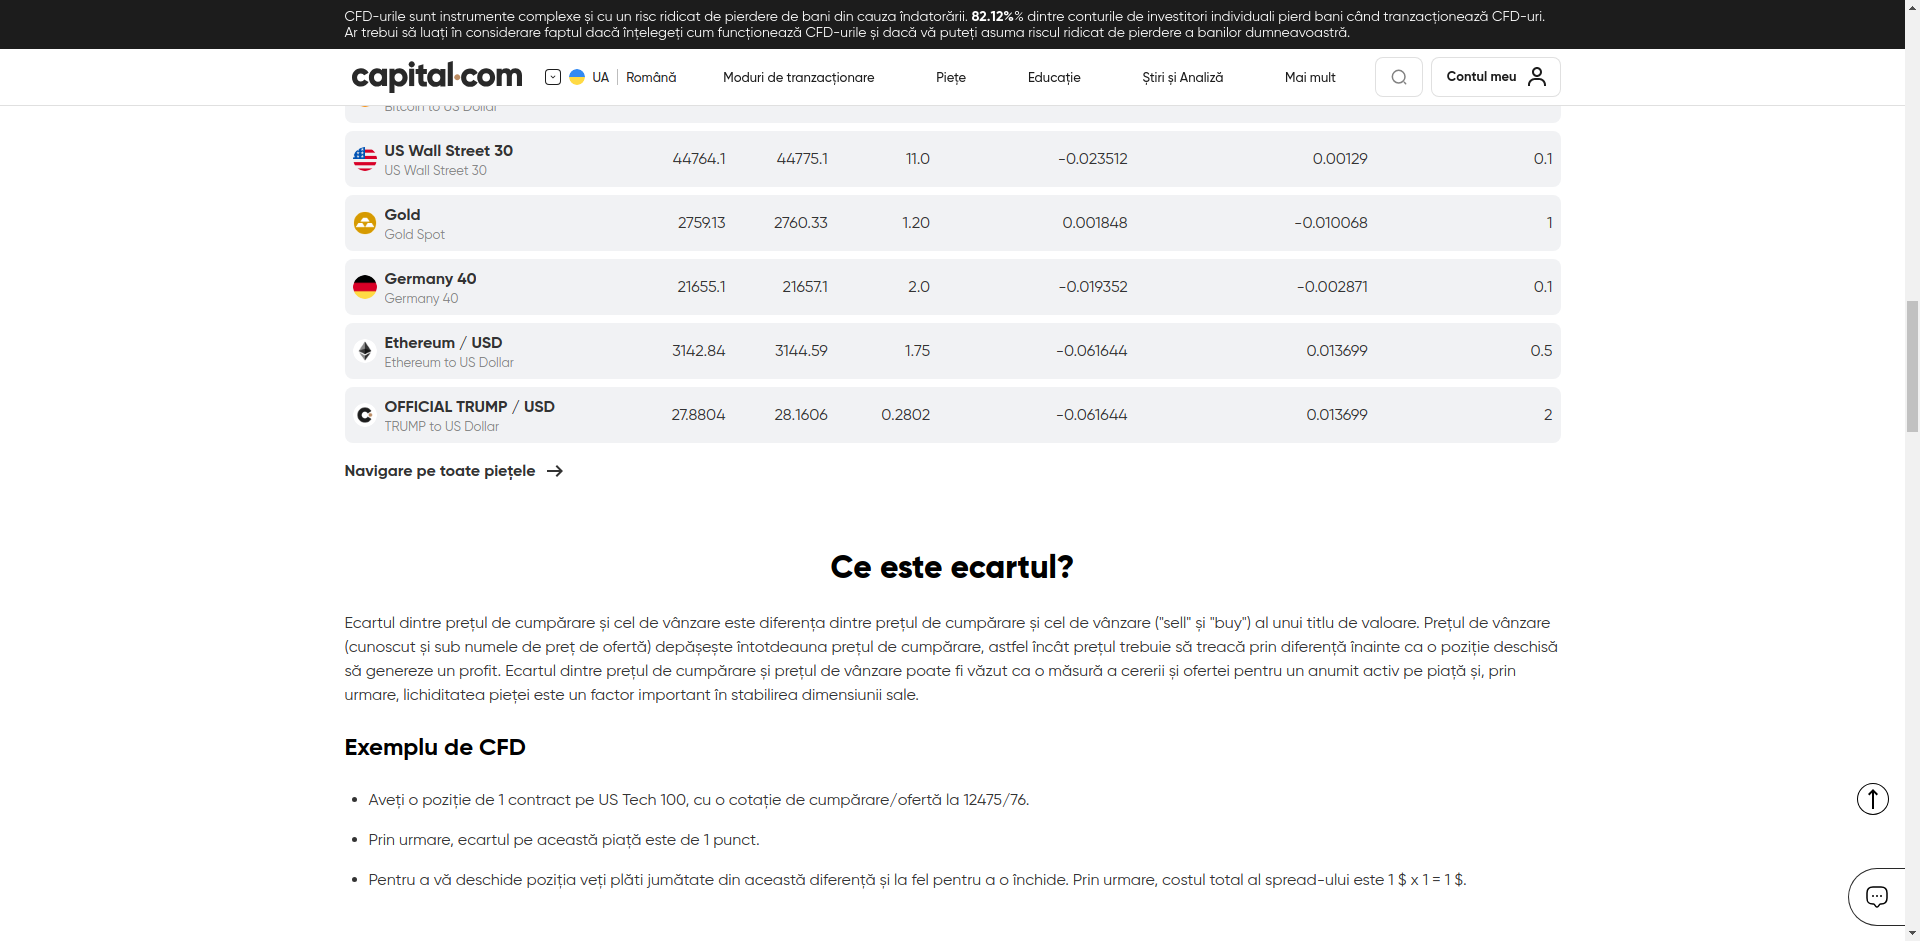 CFD-urile sunt instrumente complexe și cu un risc ridicat de pierdere de bani din cauza îndatorării. 82.12%% dintre conturile de investitori individuali pierd bani când tranzacționează CFD-uri.
Ar trebui să luați în considerare faptul dacă înțelegeți cum funcționează CFD-urile și dacă vă puteți asuma riscul ridicat de pierdere a banilor dumneavoastră.
capital.com UA Română Moduri de tranzacționare Piețe Educație Știri și Analiză Mai mult Contul meu
Bitcoin to US Dollar
US Wall Street 30
US Wall Street 30
44764.1 44775.1 11.0 -0.023512 0.00129 0.1
Gold
Gold Spot
2759.13 2760.33 1.20 0.001848 -0.010068 1
Germany 40
Germany 40
21655.1 21657.1 2.0 -0.019352 -0.002871 0.1
Ethereum / USD
Ethereum to US Dollar
3142.84 3144.59 1.75 -0.061644 0.013699 0.5
OFFICIAL TRUMP / USD
TRUMP to US Dollar
27.8804 28.1606 0.2802 -0.061644 0.013699 2
Navigare pe toate piețele
Ce este ecartul?
Ecartul dintre prețul de cumpărare și cel de vânzare este diferența dintre prețul de cumpărare și cel de vânzare ("sell" și "buy") al unui titlu de valoare. Prețul de vânzare
(cunoscut și sub numele de preț de ofertă) depășește întotdeauna prețul de cumpărare, astfel încât prețul trebuie să treacă prin diferență înainte ca o poziție deschisă
să genereze un profit. Ecartul dintre prețul de cumpărare și prețul de vânzare poate fi văzut ca o măsură a cererii și ofertei pentru un anumit activ pe piață și, prin
urmare, lichiditatea pieței este un factor important în stabilirea dimensiunii sale.
Exemplu de CFD
• Aveți o poziție de 1 contract pe US Tech 100, cu o cotație de cumpărare/ofertă la 12475/76.
• Prin urmare, ecartul pe această piață este de 1 punct.
• Pentru a vă deschide poziția veți plăti jumătate din această diferență și la fel pentru a o închide. Prin urmare, costul total al spread-ului este 1 $ x 1 = 1 $.